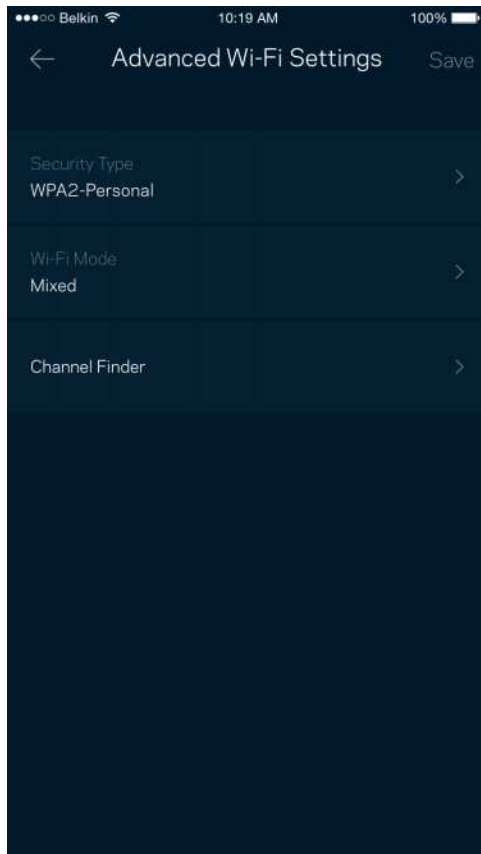 Belkin 10:19 AM 100%
Advanced Wi-Fi Settings Save
Security Type
WPA2-Personal
Wi-Fi Mode
Mixed
Channel Finder